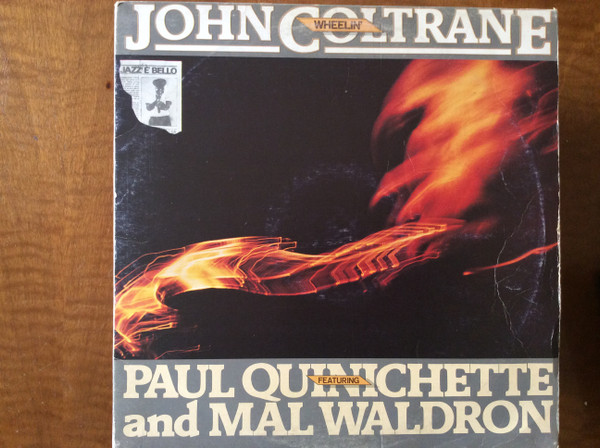 JOHN COLTRANE
WHEELIN'
JAZZ È BELLO
PAUL QUINICHETTE
FEATURING
and MAL WALDRON